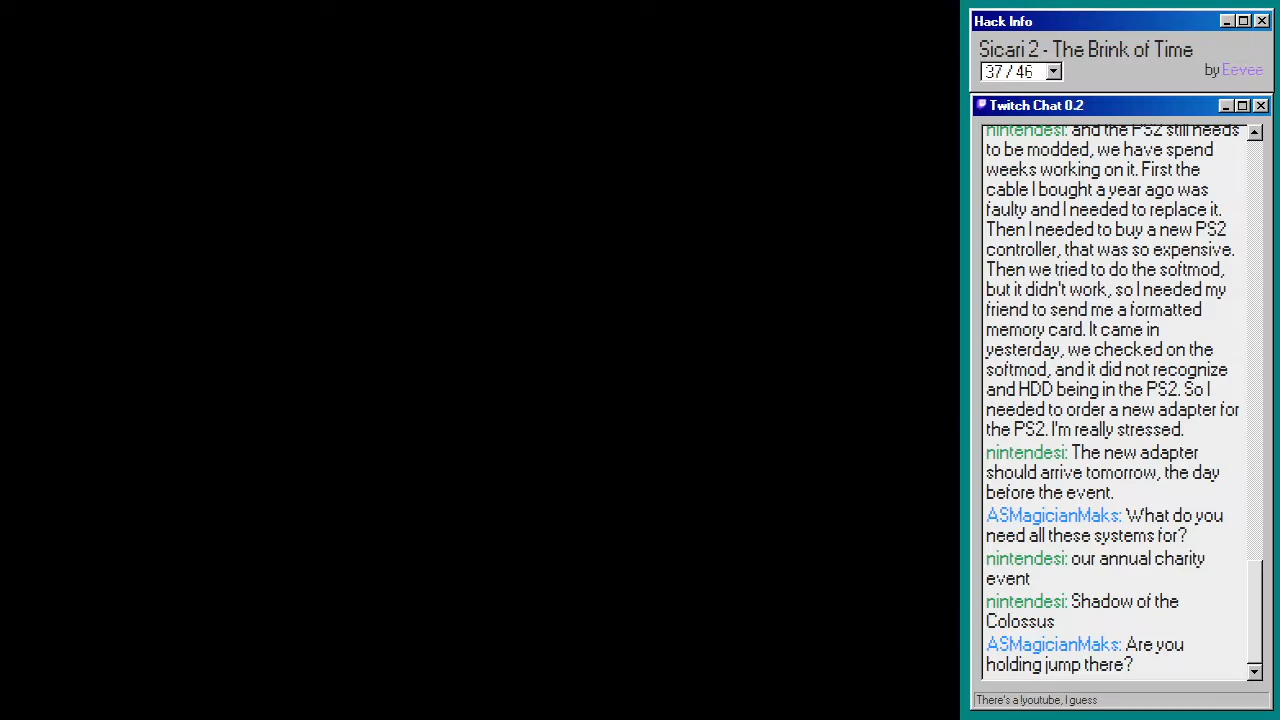 Hack Info
Sicari 2 - The Brink of Time
37 / 46
by Eevee
Twitch Chat 0.2
nintendesi: and the PS2 still needs
to be modded, we have spend
weeks working on it. First the
cable I bought a year ago was
faulty and I needed to replace it.
Then I needed to buy a new PS2
controller, that was so expensive.
Then we tried to do the softmod,
but it didn't work, so I needed my
friend to send me a formatted
memory card. It came in
yesterday, we checked on the
softmod, and it did not recognize
and HDD being in the PS2. So I
needed to order a new adapter for
the PS2. I'm really stressed.
nintendesi: The new adapter
should arrive tomorrow, the day
before the event.
ASMagicianMaks: What do you
need all these systems for?
nintendesi: our annual charity
event
nintendesi: Shadow of the
Colossus
ASMagicianMaks: Are you
holding jump there?
There's a !youtube, I guess